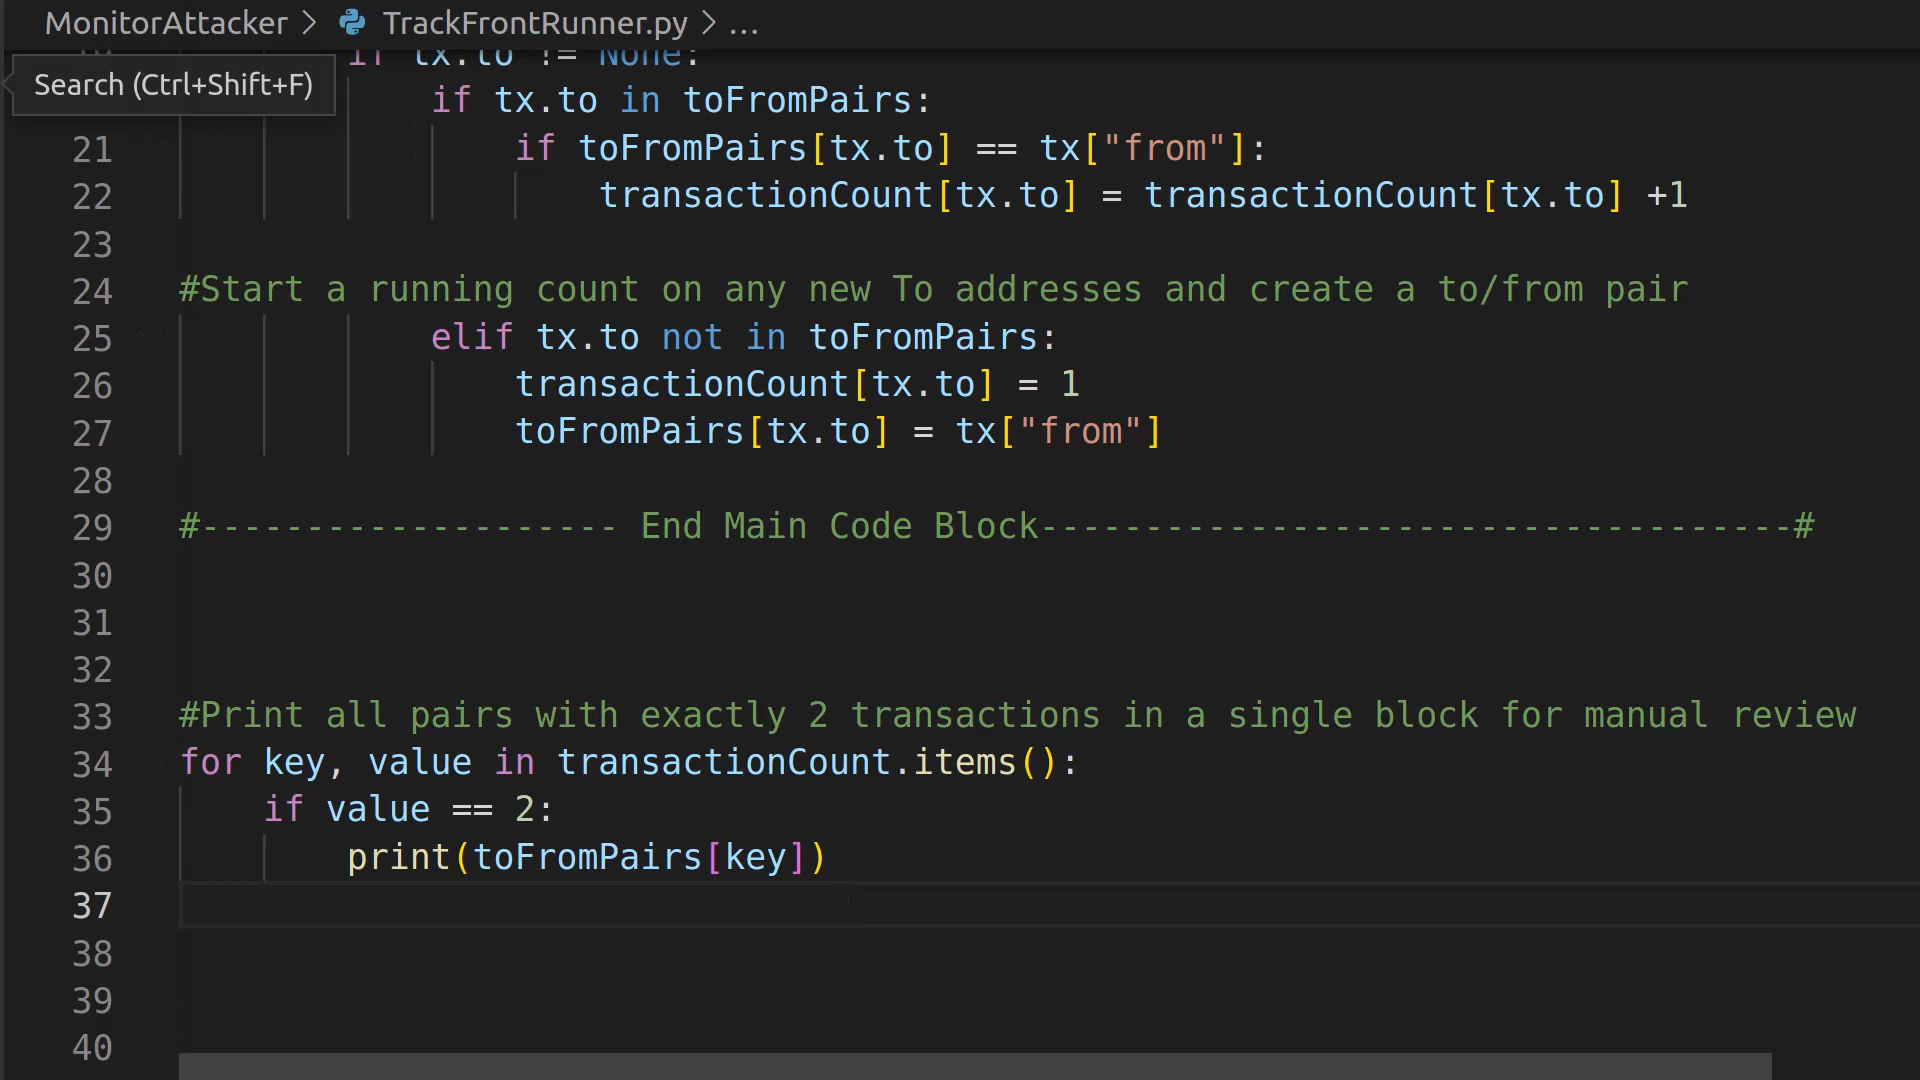 MonitorAttacker > TrackFrontRunner.py > ...
if tx.to != None:
Search (Ctrl+Shift+F)
if tx.to in toFromPairs:
21 if toFromPairs[tx.to] == tx["from"]:
22 transactionCount[tx.to] = transactionCount[tx.to] +1
23
24 #Start a running count on any new To addresses and create a to/from pair
25 elif tx.to not in toFromPairs:
26 transactionCount[tx.to] = 1
27 toFromPairs[tx.to] = tx["from"]
28
29 #-------------------- End Main Code Block------------------------------------#
30
31
32
33 #Print all pairs with exactly 2 transactions in a single block for manual review
34 for key, value in transactionCount.items():
35 if value == 2:
36 print(toFromPairs[key])
37
38
39
40